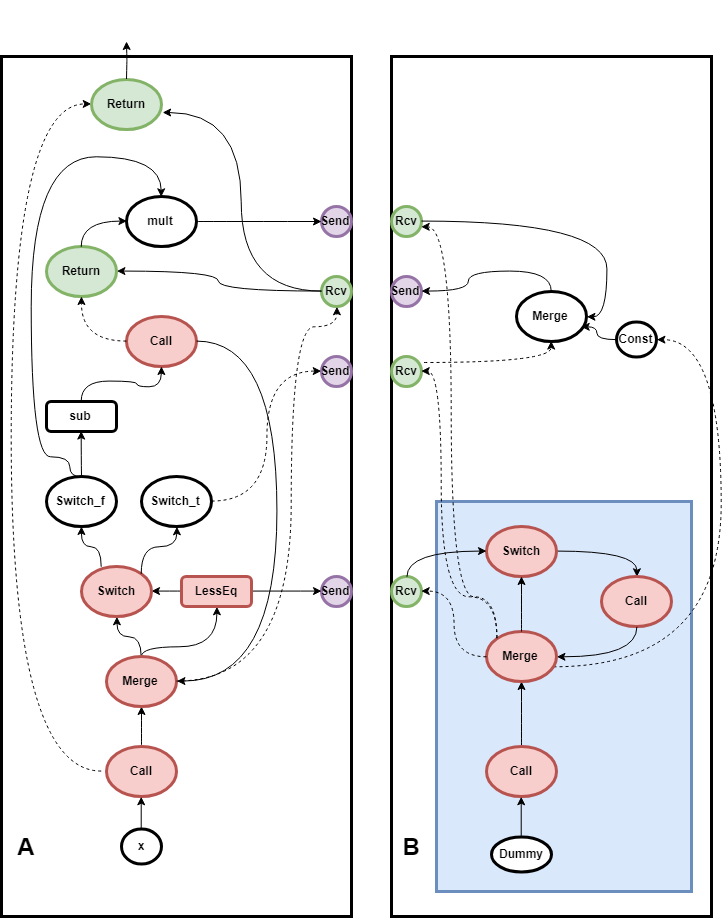 Return
mult
Send
Return
Rcv
Call
Send
sub
Switch_f
Switch_t
Switch
LessEq
Send
Merge
Call
x
A
Rcv
Send
Merge
Const
Rcv
Switch
Rcv
Call
Merge
Call
Dummy
B